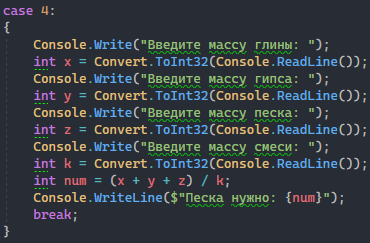 case 4:
{
    Console.Write("Введите массу глины: ");
    int x = Convert.ToInt32(Console.ReadLine());
    Console.Write("Введите массу гипса: ");
    int y = Convert.ToInt32(Console.ReadLine());
    Console.Write("Введите массу песка: ");
    int z = Convert.ToInt32(Console.ReadLine());
    Console.Write("Введите массу смеси: ");
    int k = Convert.ToInt32(Console.ReadLine());
    int num = (x + y + z) / k;
    Console.WriteLine($"Песка нужно: {num}");
    break;
}